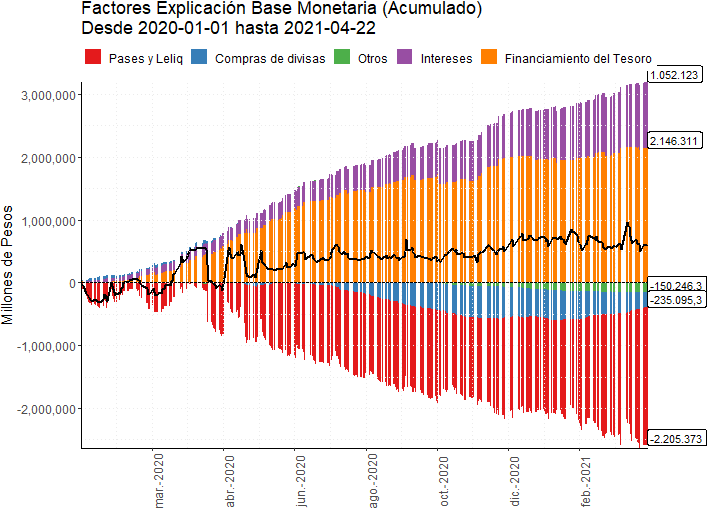 Factores Explicación Base Monetaria (Acumulado)
Desde 2020-01-01 hasta 2021-04-22
Pases y Leliq Compras de divisas Otros Intereses Financiamiento del Tesoro
1.052.123
3,000,000
2.146.311
2,000,000
1,000,000
Millones de Pesos
0
-150.246,3
-235.095,3
-1,000,000
-2,000,000
-2.205.373
mar.-2020
abr.-2020
jun.-2020
ago.-2020
oct.-2020
dic.-2020
feb.-2021